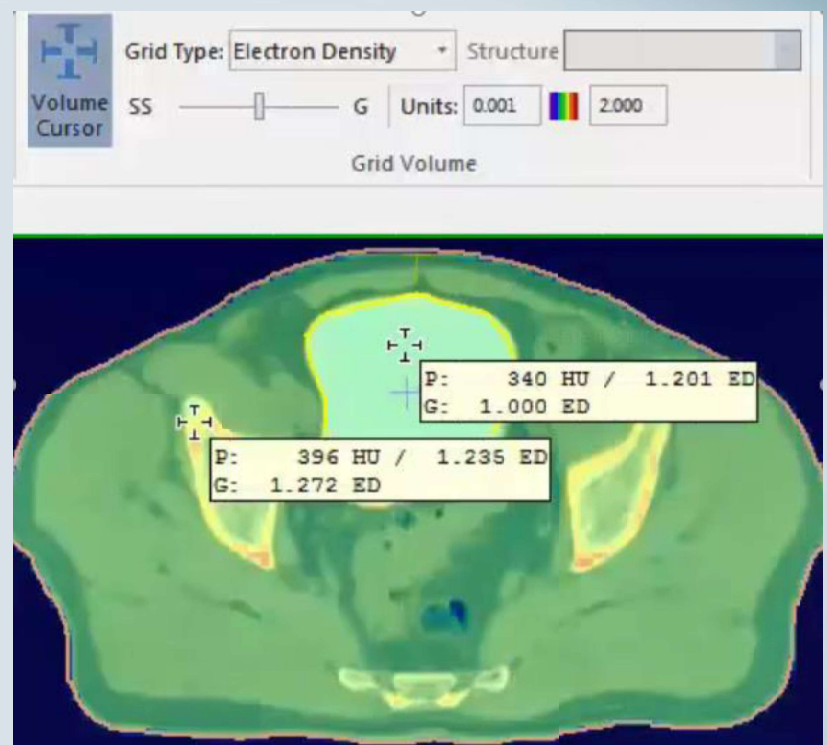 Grid Type: Electron Density Structure
Volume Cursor SS G Units: 0.001 2.000
Grid Volume
P: 340 HU / 1.201 ED
G: 1.000 ED
P: 396 HU / 1.235 ED
G: 1.272 ED